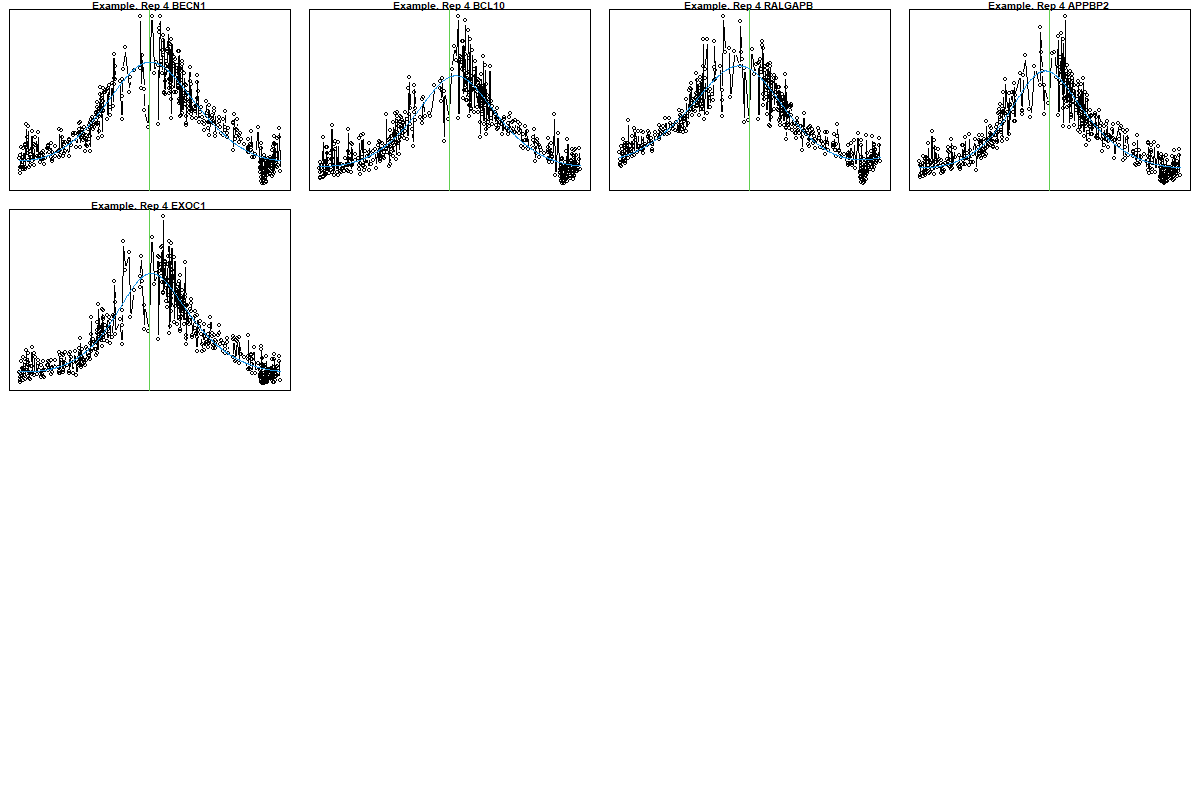 Example, Rep 4 BECN1
Example, Rep 4 BCL10
Example, Rep 4 RALGAPB
Example, Rep 4 APPBP2
Example, Rep 4 EXOC1